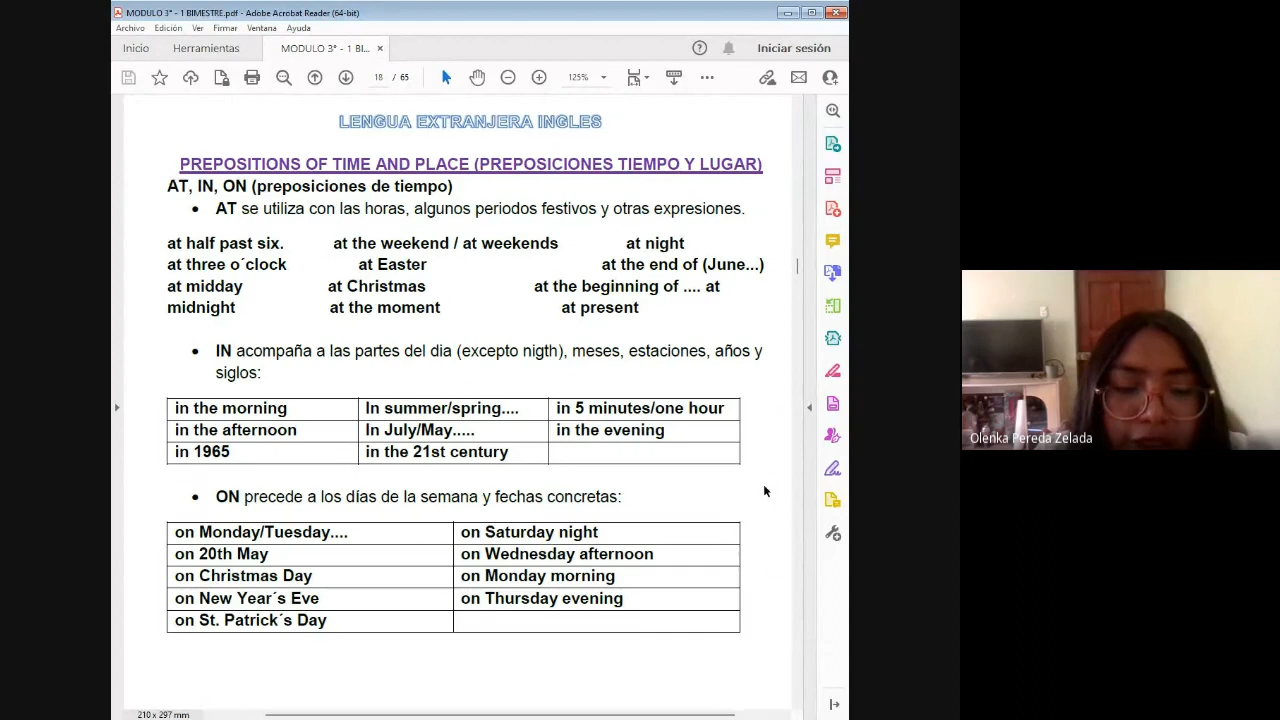 MODULO 3° - 1 BIMESTRE.pdf - Adobe Acrobat Reader (64-bit)
Archivo Edición Ver Firmar Ventana Ayuda
Inicio Herramientas MODULO 3° - 1 BI... × Iniciar sesión
18 / 65 125%
LENGUA EXTRANJERA INGLES
PREPOSITIONS OF TIME AND PLACE (PREPOSICIONES TIEMPO Y LUGAR)
AT, IN, ON (preposiciones de tiempo)
• AT se utiliza con las horas, algunos periodos festivos y otras expresiones.
at half past six. at the weekend / at weekends at night
at three o´clock at Easter at the end of (June...)
at midday at Christmas at the beginning of .... at
midnight at the moment at present
• IN acompaña a las partes del dia (excepto nigth), meses, estaciones, años y
siglos:
in the morning In summer/spring.... in 5 minutes/one hour
in the afternoon In July/May..... in the evening
in 1965 in the 21st century
• ON precede a los días de la semana y fechas concretas:
on Monday/Tuesday.... on Saturday night
on 20th May on Wednesday afternoon
on Christmas Day on Monday morning
on New Year´s Eve on Thursday evening
on St. Patrick´s Day
210 x 297 mm
Olenka Pereda Zelada